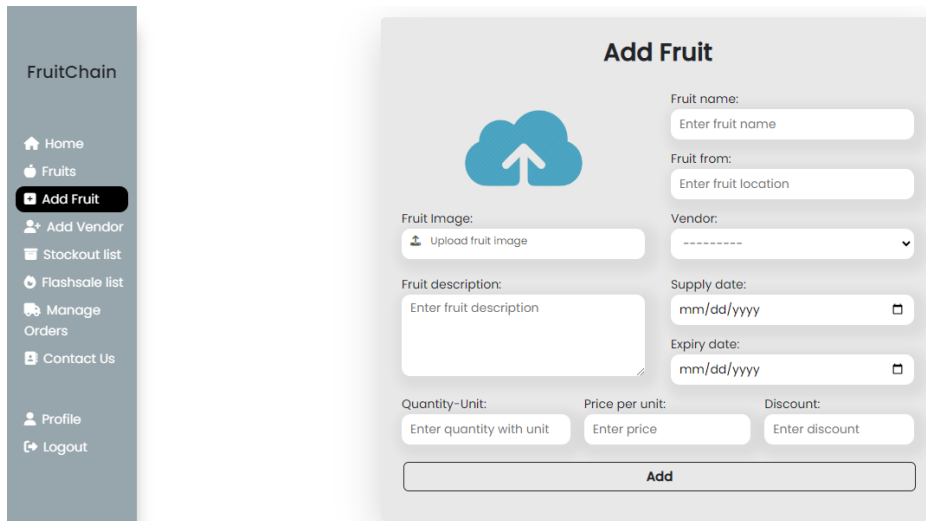 FruitChain
Home
Fruits
Add Fruit
Add Vendor
Stockout list
Flashsale list
Manage
Orders
Contact Us
Profile
Logout
Add Fruit
Fruit name:
Enter fruit name
Fruit from:
Enter fruit location
Fruit Image:
Upload fruit image
Vendor:
---------
Fruit description:
Enter fruit description
Supply date:
mm/dd/yyyy
Expiry date:
mm/dd/yyyy
Quantity-Unit:
Enter quantity with unit
Price per unit:
Enter price
Discount:
Enter discount
Add